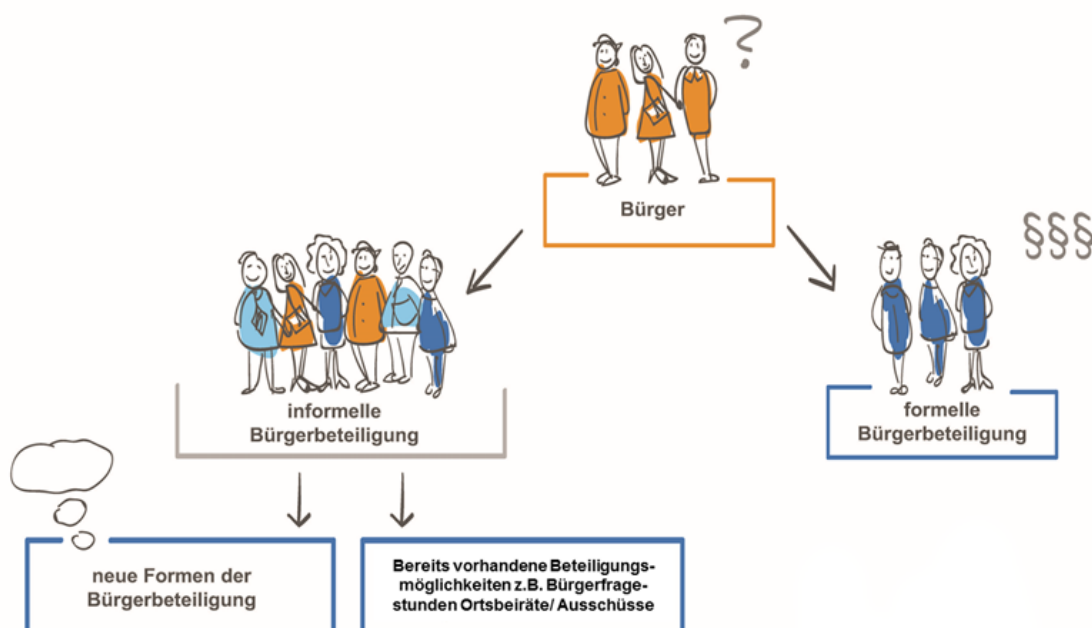 ?
Bürger
§§§
informelle
Bürgerbeteiligung
formelle
Bürgerbeteiligung
neue Formen der
Bürgerbeteiligung
Bereits vorhandene Beteiligungs-
möglichkeiten z.B. Bürgerfrage-
stunden Ortsbeiräte/ Ausschüsse